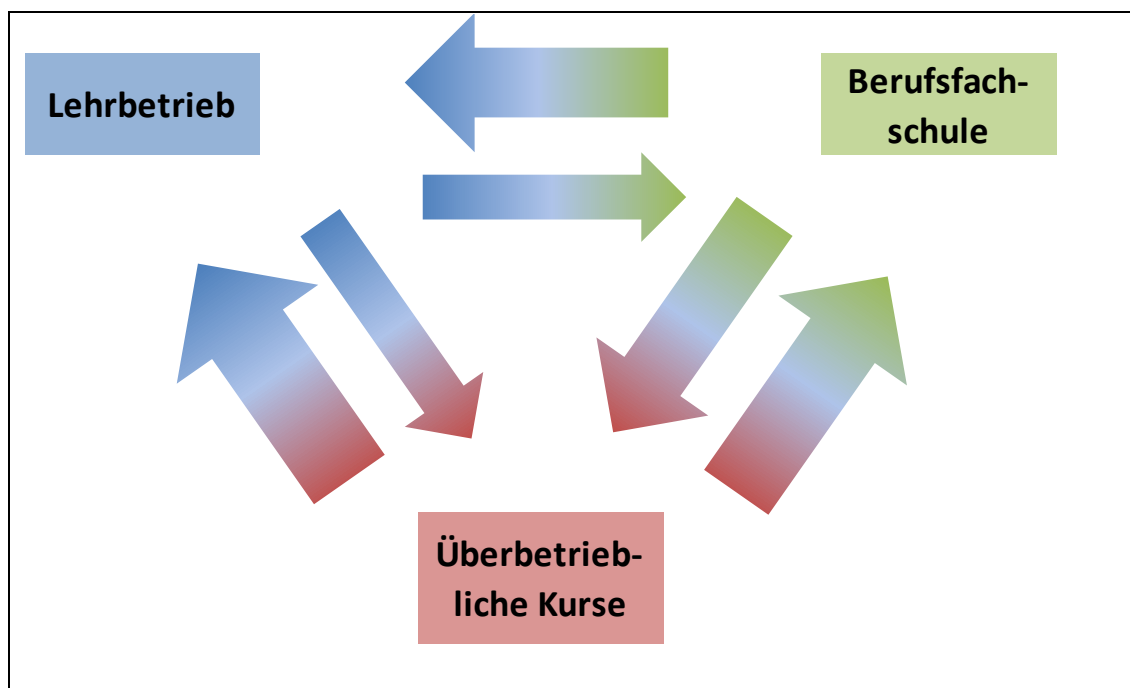 Lehrbetrieb
Berufsfach-
schule
Überbetrieb-
liche Kurse